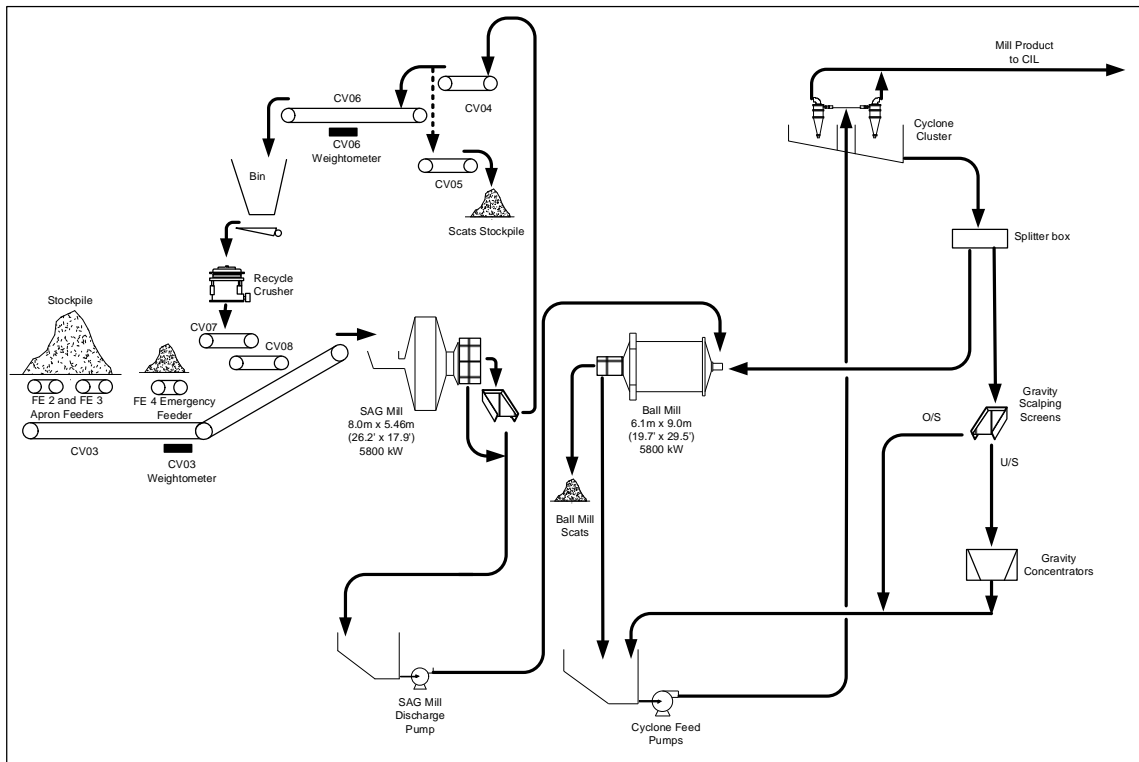 Mill Product
to CIL
CV04
CV06
CV06
Weightometer
Cyclone
Cluster
Bin
CV05
Scats Stockpile
Splitter box
Recycle
Crusher
Stockpile
CV07
CV08
FE 2 and FE 3
Apron Feeders
FE 4 Emergency
Feeder
SAG Mill
8.0m x 5.46m
(26.2' x 17.9')
5800 kW
Ball Mill
6.1m x 9.0m
(19.7' x 29.5')
5800 kW
Gravity
Scalping
Screens
O/S
U/S
CV03
CV03
Weightometer
Ball Mill
Scats
Gravity
Concentrators
SAG Mill
Discharge
Pump
Cyclone Feed
Pumps